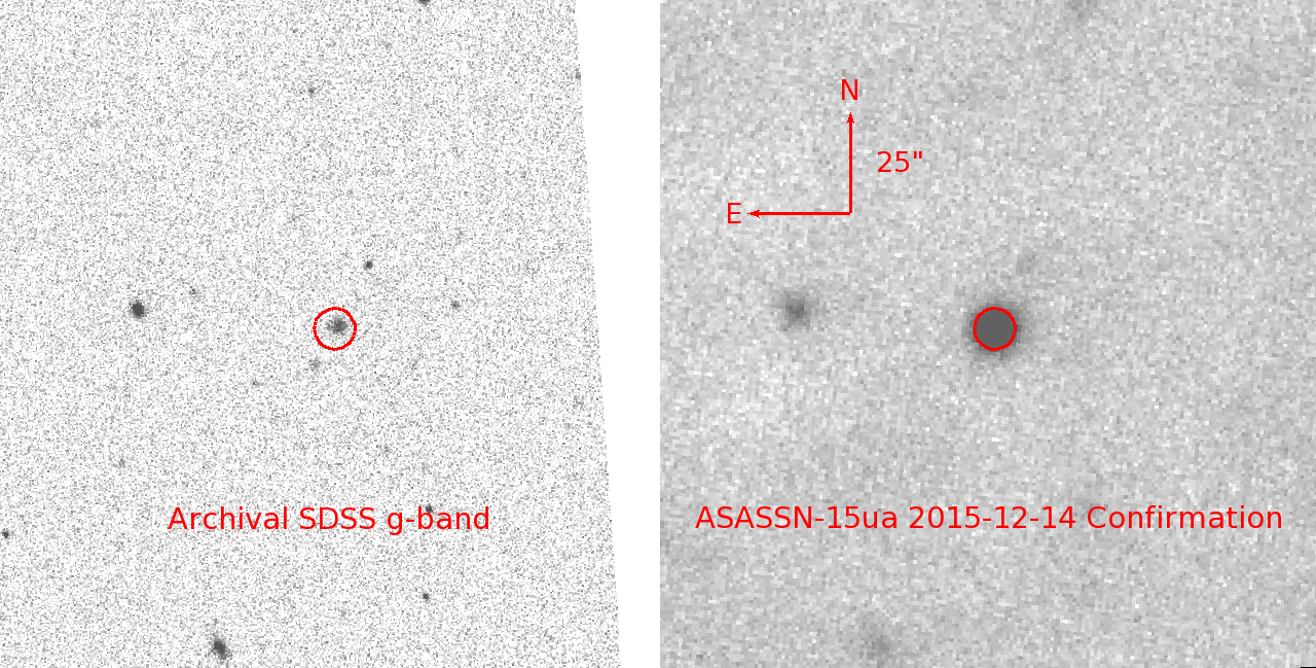 N
25"
E
Archival SDSS g-band
ASASSN-15ua 2015-12-14 Confirmation